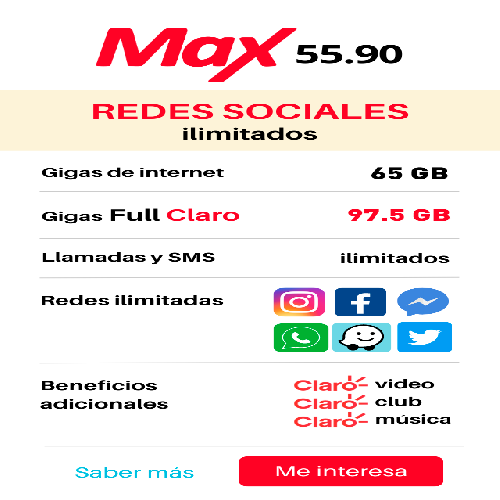 Max 55.90
REDES SOCIALES
ilimitados
Gigas de internet 65 GB
Gigas Full Claro 97.5 GB
Llamadas y SMS ilimitados
Redes ilimitadas
Beneficios adicionales
Claro video
Claro club
Claro música
Saber más Me interesa